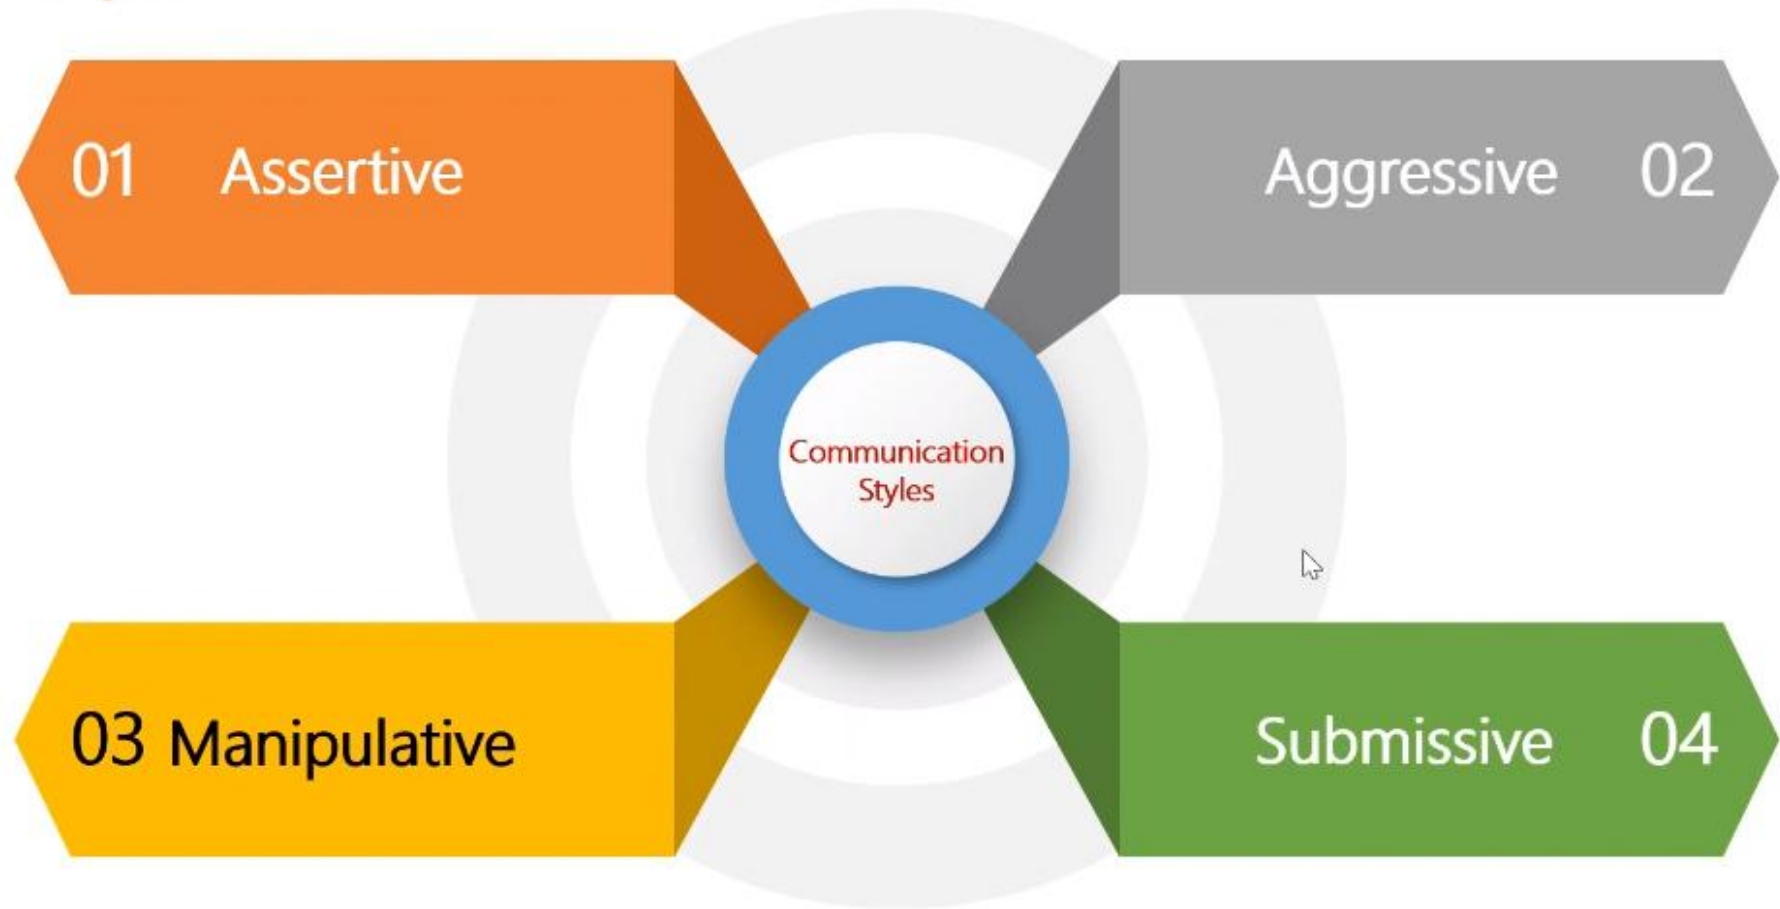 01 Assertive
Aggressive 02
Communication
Styles
03 Manipulative
Submissive 04